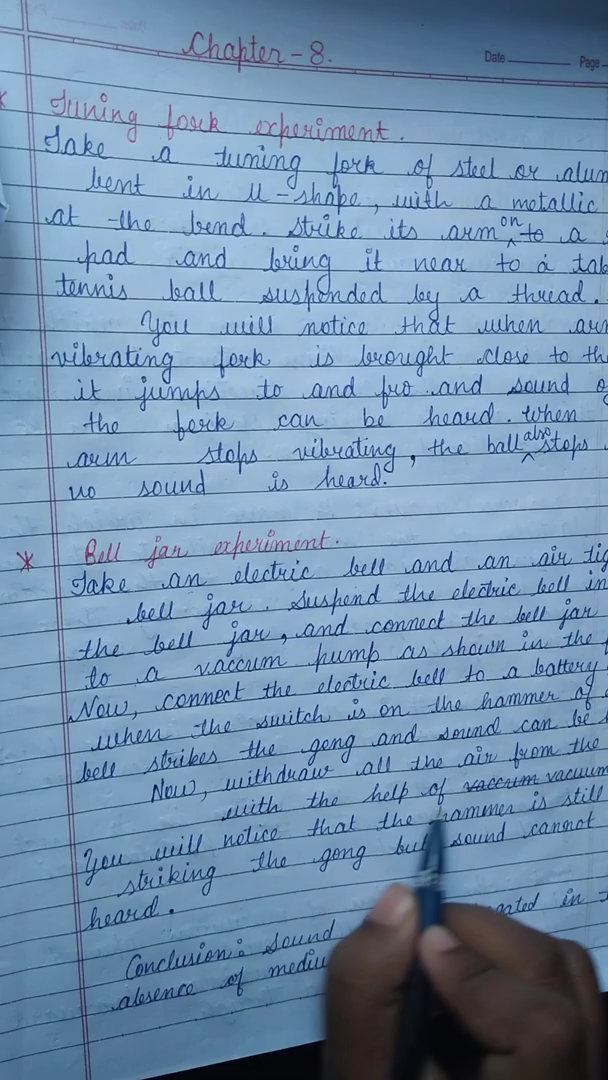 Chapter - 8.
Date Page
Tuning fork experiment.
Take a tuning fork of steel or alum
bent in U-shape, with a metallic
at the bend. Strike its arm on to a
pad and bring it near to a tab
tennis ball suspended by a thread.
You will notice that when arm
vibrating fork is brought close to th
it jumps to and fro and sound o
the fork can be heard. When
arm stops vibrating, the ball also stops
no sound is heard.
* Bell jar experiment.
Take an electric bell and an air tig
bell jar. Suspend the electric bell in
the bell jar, and connect the bell jar
to a vaccum pump as shown in the
Now, connect the electric bell to a battery
when the switch is on the hammer of
bell strikes the gong and sound can be
Now, withdraw all the air from the
with the help of vaccum vacuum
You will notice that the hammer is still
striking the gong but sound cannot
heard.
Conclusion: Sound gated in
absence of mediu